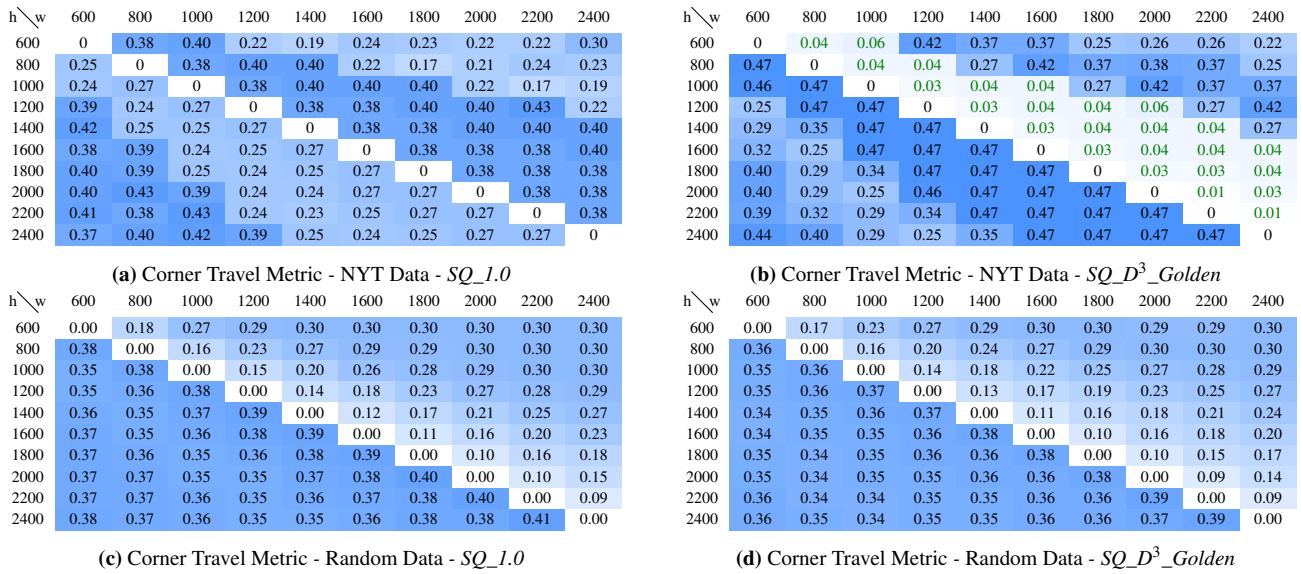 h w 600 800 1000 1200 1400 1600 1800 2000 2200 2400
600 0 0.38 0.40 0.22 0.19 0.24 0.23 0.22 0.22 0.30
800 0.25 0 0.38 0.40 0.40 0.22 0.17 0.21 0.24 0.23
1000 0.24 0.27 0 0.38 0.40 0.40 0.40 0.22 0.17 0.19
1200 0.39 0.24 0.27 0 0.38 0.38 0.40 0.40 0.43 0.22
1400 0.42 0.25 0.25 0.27 0 0.38 0.38 0.40 0.40 0.40
1600 0.38 0.39 0.24 0.25 0.27 0 0.38 0.38 0.38 0.40
1800 0.40 0.39 0.25 0.24 0.25 0.27 0 0.38 0.38 0.38
2000 0.40 0.43 0.39 0.24 0.24 0.27 0.27 0 0.38 0.38
2200 0.41 0.38 0.43 0.24 0.23 0.25 0.27 0.27 0 0.38
2400 0.37 0.40 0.42 0.39 0.25 0.24 0.25 0.27 0.27 0
(a) Corner Travel Metric - NYT Data - SQ_1.0
h w 600 800 1000 1200 1400 1600 1800 2000 2200 2400
600 0 0.04 0.06 0.42 0.37 0.37 0.25 0.26 0.26 0.22
800 0.47 0 0.04 0.04 0.27 0.42 0.37 0.38 0.37 0.25
1000 0.46 0.47 0 0.03 0.04 0.04 0.27 0.42 0.37 0.37
1200 0.25 0.47 0.47 0 0.03 0.04 0.04 0.06 0.27 0.42
1400 0.29 0.35 0.47 0.47 0 0.03 0.04 0.04 0.04 0.27
1600 0.32 0.25 0.47 0.47 0.47 0 0.03 0.04 0.04 0.04
1800 0.40 0.29 0.34 0.47 0.47 0.47 0 0.03 0.03 0.04
2000 0.40 0.29 0.25 0.46 0.47 0.47 0.47 0 0.01 0.03
2200 0.39 0.32 0.29 0.34 0.47 0.47 0.47 0.47 0 0.01
2400 0.44 0.40 0.29 0.25 0.35 0.47 0.47 0.47 0.47 0
(b) Corner Travel Metric - NYT Data - SQ_D³_Golden
h w 600 800 1000 1200 1400 1600 1800 2000 2200 2400
600 0.00 0.18 0.27 0.29 0.30 0.30 0.30 0.30 0.30 0.30
800 0.38 0.00 0.16 0.23 0.27 0.29 0.29 0.30 0.30 0.30
1000 0.35 0.38 0.00 0.15 0.20 0.26 0.28 0.29 0.30 0.30
1200 0.35 0.36 0.38 0.00 0.14 0.18 0.23 0.27 0.28 0.29
1400 0.36 0.35 0.37 0.39 0.00 0.12 0.17 0.21 0.25 0.27
1600 0.37 0.35 0.36 0.38 0.39 0.00 0.11 0.16 0.20 0.23
1800 0.37 0.36 0.35 0.36 0.38 0.39 0.00 0.10 0.16 0.18
2000 0.37 0.37 0.35 0.35 0.36 0.38 0.40 0.00 0.10 0.15
2200 0.37 0.37 0.36 0.35 0.36 0.37 0.38 0.40 0.00 0.09
2400 0.38 0.37 0.36 0.35 0.35 0.36 0.38 0.38 0.41 0.00
(c) Corner Travel Metric - Random Data - SQ_1.0
h w 600 800 1000 1200 1400 1600 1800 2000 2200 2400
600 0.00 0.17 0.23 0.27 0.29 0.30 0.30 0.29 0.29 0.30
800 0.36 0.00 0.16 0.20 0.24 0.27 0.29 0.30 0.30 0.30
1000 0.35 0.36 0.00 0.14 0.18 0.22 0.25 0.27 0.28 0.29
1200 0.35 0.36 0.37 0.00 0.13 0.17 0.19 0.23 0.25 0.27
1400 0.34 0.35 0.36 0.37 0.00 0.11 0.16 0.18 0.21 0.24
1600 0.34 0.35 0.35 0.36 0.38 0.00 0.10 0.16 0.18 0.20
1800 0.35 0.34 0.35 0.36 0.36 0.38 0.00 0.10 0.15 0.17
2000 0.35 0.34 0.35 0.36 0.36 0.36 0.38 0.00 0.09 0.14
2200 0.36 0.34 0.34 0.35 0.36 0.36 0.36 0.39 0.00 0.09
2400 0.36 0.35 0.34 0.35 0.35 0.36 0.36 0.37 0.39 0.00
(d) Corner Travel Metric - Random Data - SQ_D³_Golden